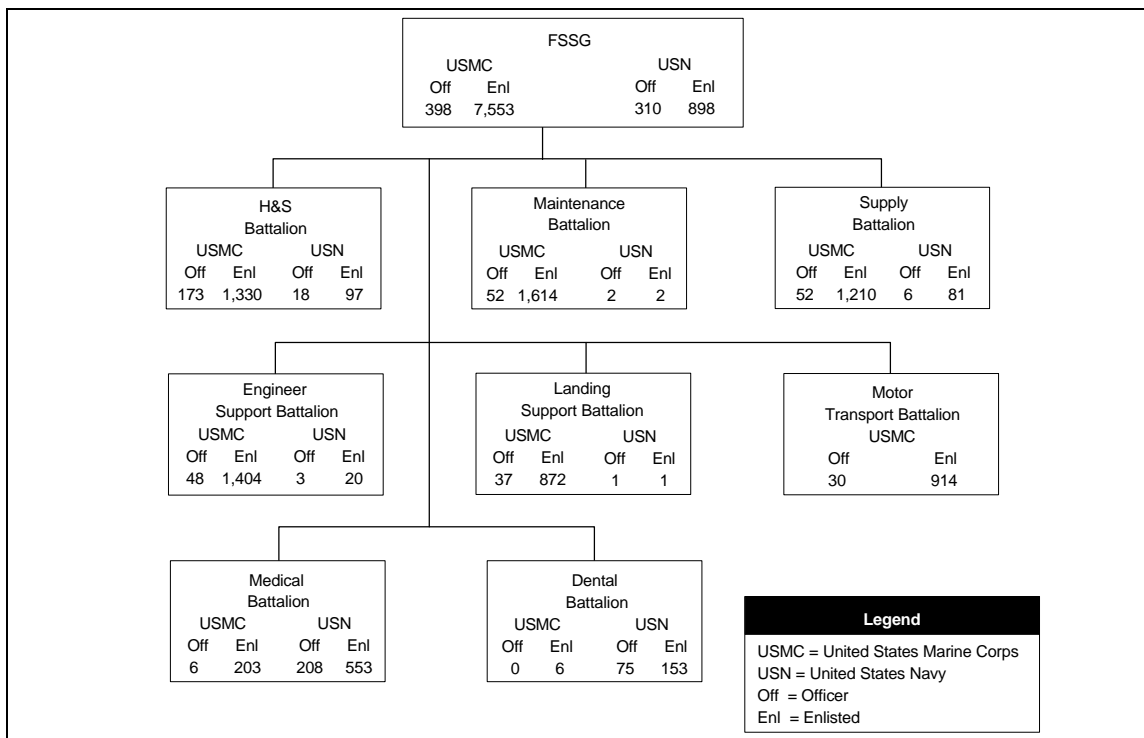 FSSG
USMC USN
Off Enl Off Enl
398 7,553 310 898
H&S
Battalion
USMC USN
Off Enl Off Enl
173 1,330 18 97
Maintenance
Battalion
USMC USN
Off Enl Off Enl
52 1,614 2 2
Supply
Battalion
USMC USN
Off Enl Off Enl
52 1,210 6 81
Engineer
Support Battalion
USMC USN
Off Enl Off Enl
48 1,404 3 20
Landing
Support Battalion
USMC USN
Off Enl Off Enl
37 872 1 1
Motor
Transport Battalion
USMC
Off Enl
30 914
Medical
Battalion
USMC USN
Off Enl Off Enl
6 203 208 553
Dental
Battalion
USMC USN
Off Enl Off Enl
0 6 75 153
Legend
USMC = United States Marine Corps
USN = United States Navy
Off = Officer
Enl = Enlisted